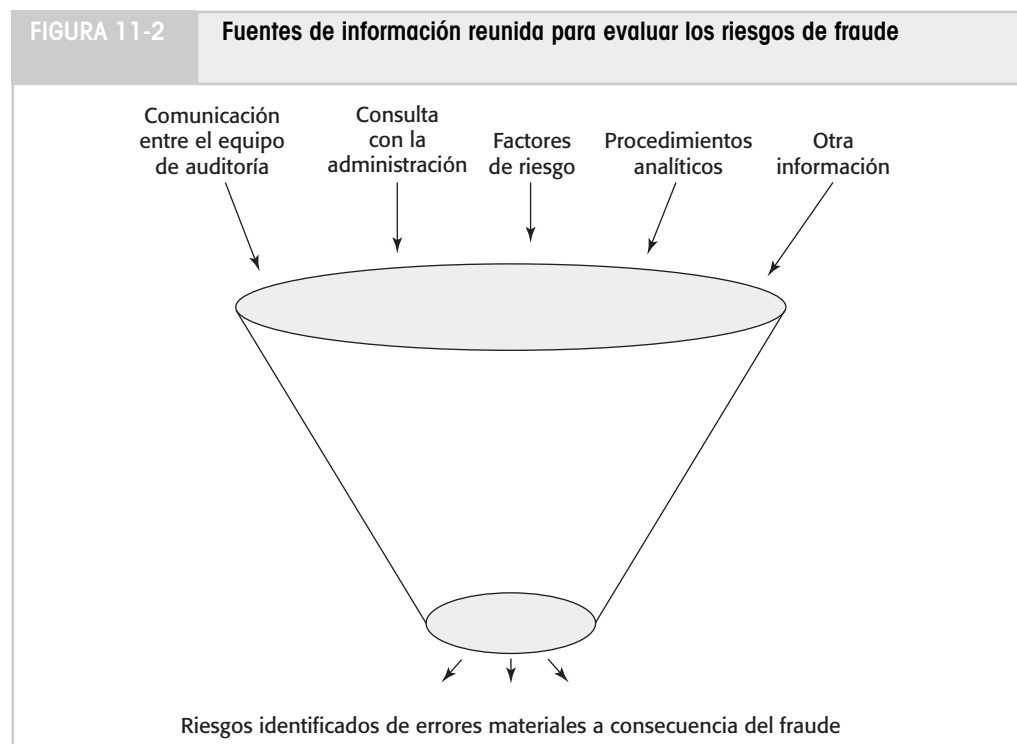 FIGURA 11-2
Fuentes de información reunida para evaluar los riesgos de fraude
Comunicación
entre el equipo
de auditoría
Consulta
con la
administración
Factores
de riesgo
Procedimientos
analíticos
Otra
información
Riesgos identificados de errores materiales a consecuencia del fraude